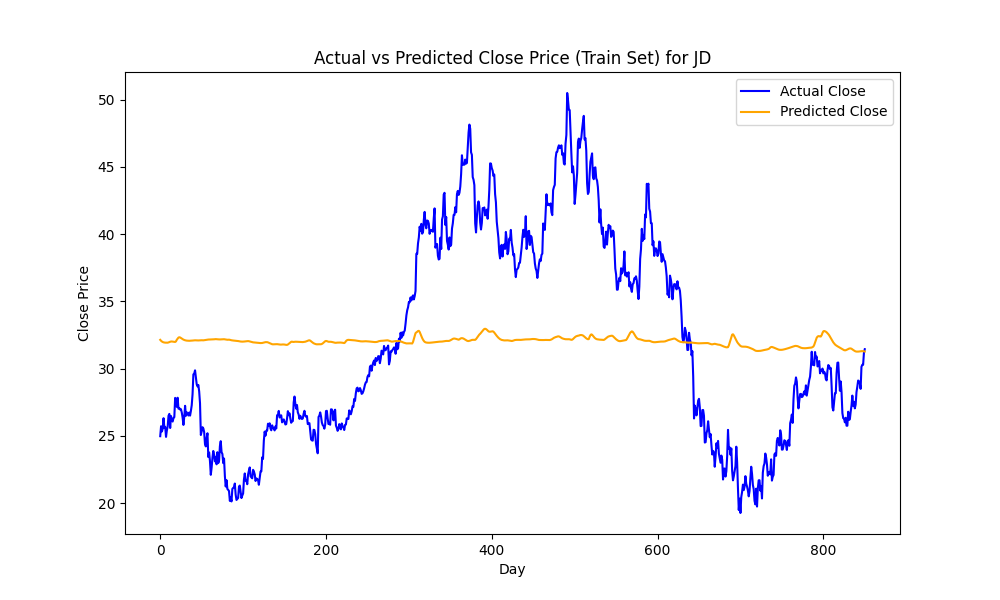 Actual vs Predicted Close Price (Train Set) for JD
Actual Close
Predicted Close
Close Price
50
45
40
35
30
25
20
0 200 400 600 800
Day